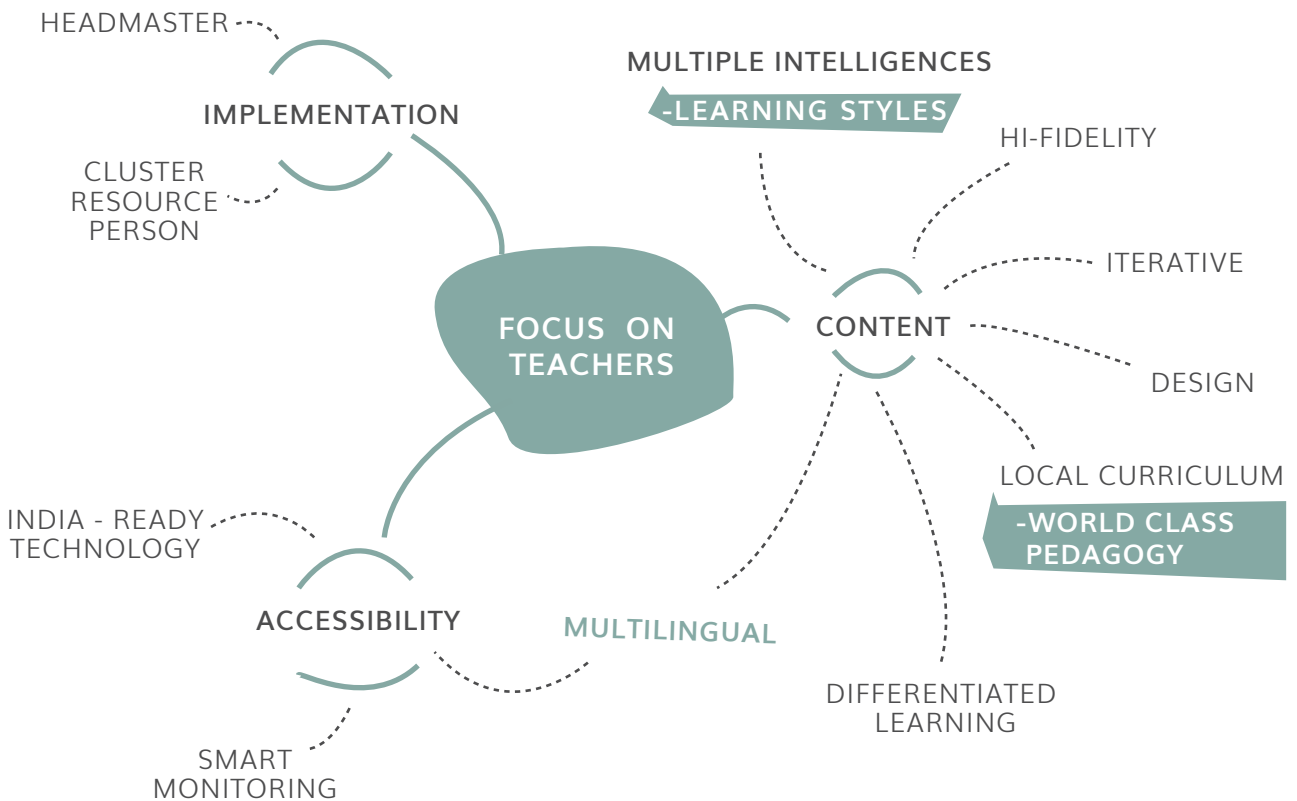 HEADMASTER
IMPLEMENTATION
CLUSTER
RESOURCE
PERSON
MULTIPLE INTELLIGENCES
-LEARNING STYLES
HI-FIDELITY
ITERATIVE
FOCUS ON
TEACHERS
CONTENT
DESIGN
LOCAL CURRICULUM
-WORLD CLASS
PEDAGOGY
INDIA - READY
TECHNOLOGY
ACCESSIBILITY
MULTILINGUAL
DIFFERENTIATED
LEARNING
SMART
MONITORING